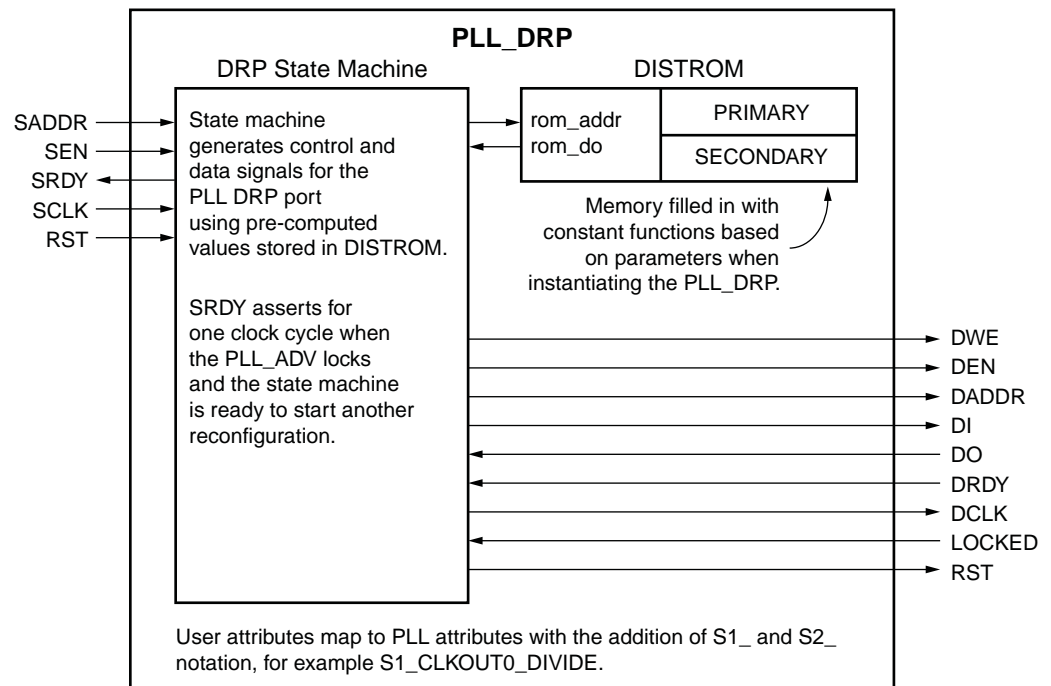 PLL_DRP
DRP State Machine
DISTROM
SADDR
SEN
SRDY
SCLK
RST
State machine
generates control and
data signals for the
PLL DRP port
using pre-computed
values stored in DISTROM.
SRDY asserts for
one clock cycle when
the PLL_ADV locks
and the state machine
is ready to start another
reconfiguration.
rom_addr
rom_do
PRIMARY
SECONDARY
Memory filled in with
constant functions based
on parameters when
instantiating the PLL_DRP.
DWE
DEN
DADDR
DI
DO
DRDY
DCLK
LOCKED
RST
User attributes map to PLL attributes with the addition of S1_ and S2_
notation, for example S1_CLKOUT0_DIVIDE.